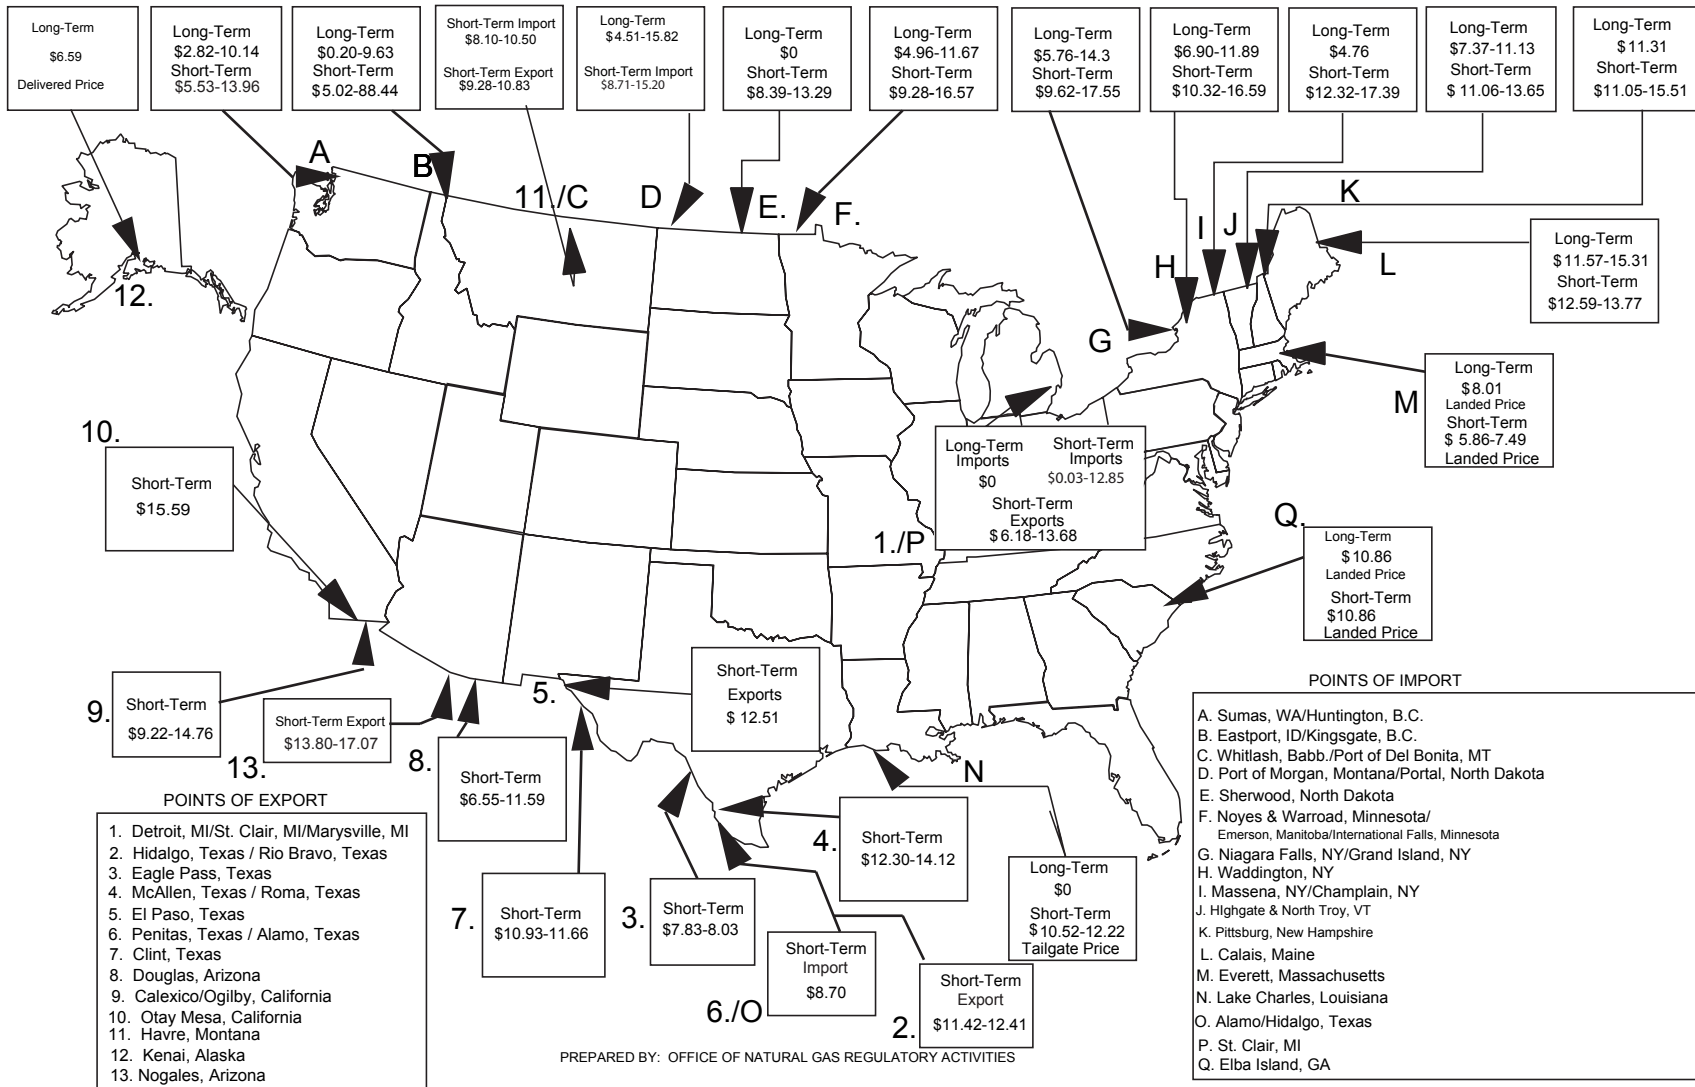 Long-Term
$6.59
Delivered Price
Long-Term
$2.82-10.14
Short-Term
$5.53-13.96
Long-Term
$0.20-9.63
Short-Term
$5.02-88.44
Short-Term Import
$8.10-10.50
Short-Term Export
$9.28-10.83
Long-Term
$4.51-15.82
Short-Term Import
$8.71-15.20
Long-Term
$0
Short-Term
$8.39-13.29
Long-Term
$4.96-11.67
Short-Term
$9.28-16.57
Long-Term
$5.76-14.3
Short-Term
$9.62-17.55
Long-Term
$6.90-11.89
Short-Term
$10.32-16.59
Long-Term
$4.76
Short-Term
$12.32-17.39
Long-Term
$7.37-11.13
Short-Term
$ 11.06-13.65
Long-Term
$11.31
Short-Term
$11.05-15.51
A
B
11./C
D
E.
F.
G
H
I
J
K
L
Long-Term
$11.57-15.31
Short-Term
$12.59-13.77
12.
M
Long-Term
$8.01
Landed Price
Short-Term
$ 5.86-7.49
Landed Price
10.
Short-Term
$15.59
Long-Term
Imports
$0
Short-Term
Imports
$0.03-12.85
Short-Term
Exports
$6.18-13.68
1./P
Q.
Long-Term
$10.86
Landed Price
Short-Term
$10.86
Landed Price
9.
Short-Term
$9.22-14.76
13.
Short-Term Export
$13.80-17.07
8.
Short-Term
$6.55-11.59
5.
Short-Term
Exports
$ 12.51
7.
Short-Term
$10.93-11.66
3.
Short-Term
$7.83-8.03
4.
Short-Term
$12.30-14.12
6./O
Short-Term
Import
$8.70
2.
Short-Term
Export
$11.42-12.41
N
Long-Term
$0
Short-Term
$10.52-12.22
Tailgate Price
POINTS OF EXPORT
1. Detroit, MI/St. Clair, MI/Marysville, MI
2. Hidalgo, Texas / Rio Bravo, Texas
3. Eagle Pass, Texas
4. McAllen, Texas / Roma, Texas
5. El Paso, Texas
6. Penitas, Texas / Alamo, Texas
7. Clint, Texas
8. Douglas, Arizona
9. Calexico/Ogilby, California
10. Otay Mesa, California
11. Havre, Montana
12. Kenai, Alaska
13. Nogales, Arizona
POINTS OF IMPORT
A. Sumas, WA/Huntington, B.C.
B. Eastport, ID/Kingsgate, B.C.
C. Whitlash, Babb./Port of Del Bonita, MT
D. Port of Morgan, Montana/Portal, North Dakota
E. Sherwood, North Dakota
F. Noyes & Warroad, Minnesota/
Emerson, Manitoba/International Falls, Minnesota
G. Niagara Falls, NY/Grand Island, NY
H. Waddington, NY
I. Massena, NY/Champlain, NY
J. HIghgate & North Troy, VT
K. Pittsburg, New Hampshire
L. Calais, Maine
M. Everett, Massachusetts
N. Lake Charles, Louisiana
O. Alamo/Hidalgo, Texas
P. St. Clair, MI
Q. Elba Island, GA
PREPARED BY: OFFICE OF NATURAL GAS REGULATORY ACTIVITIES